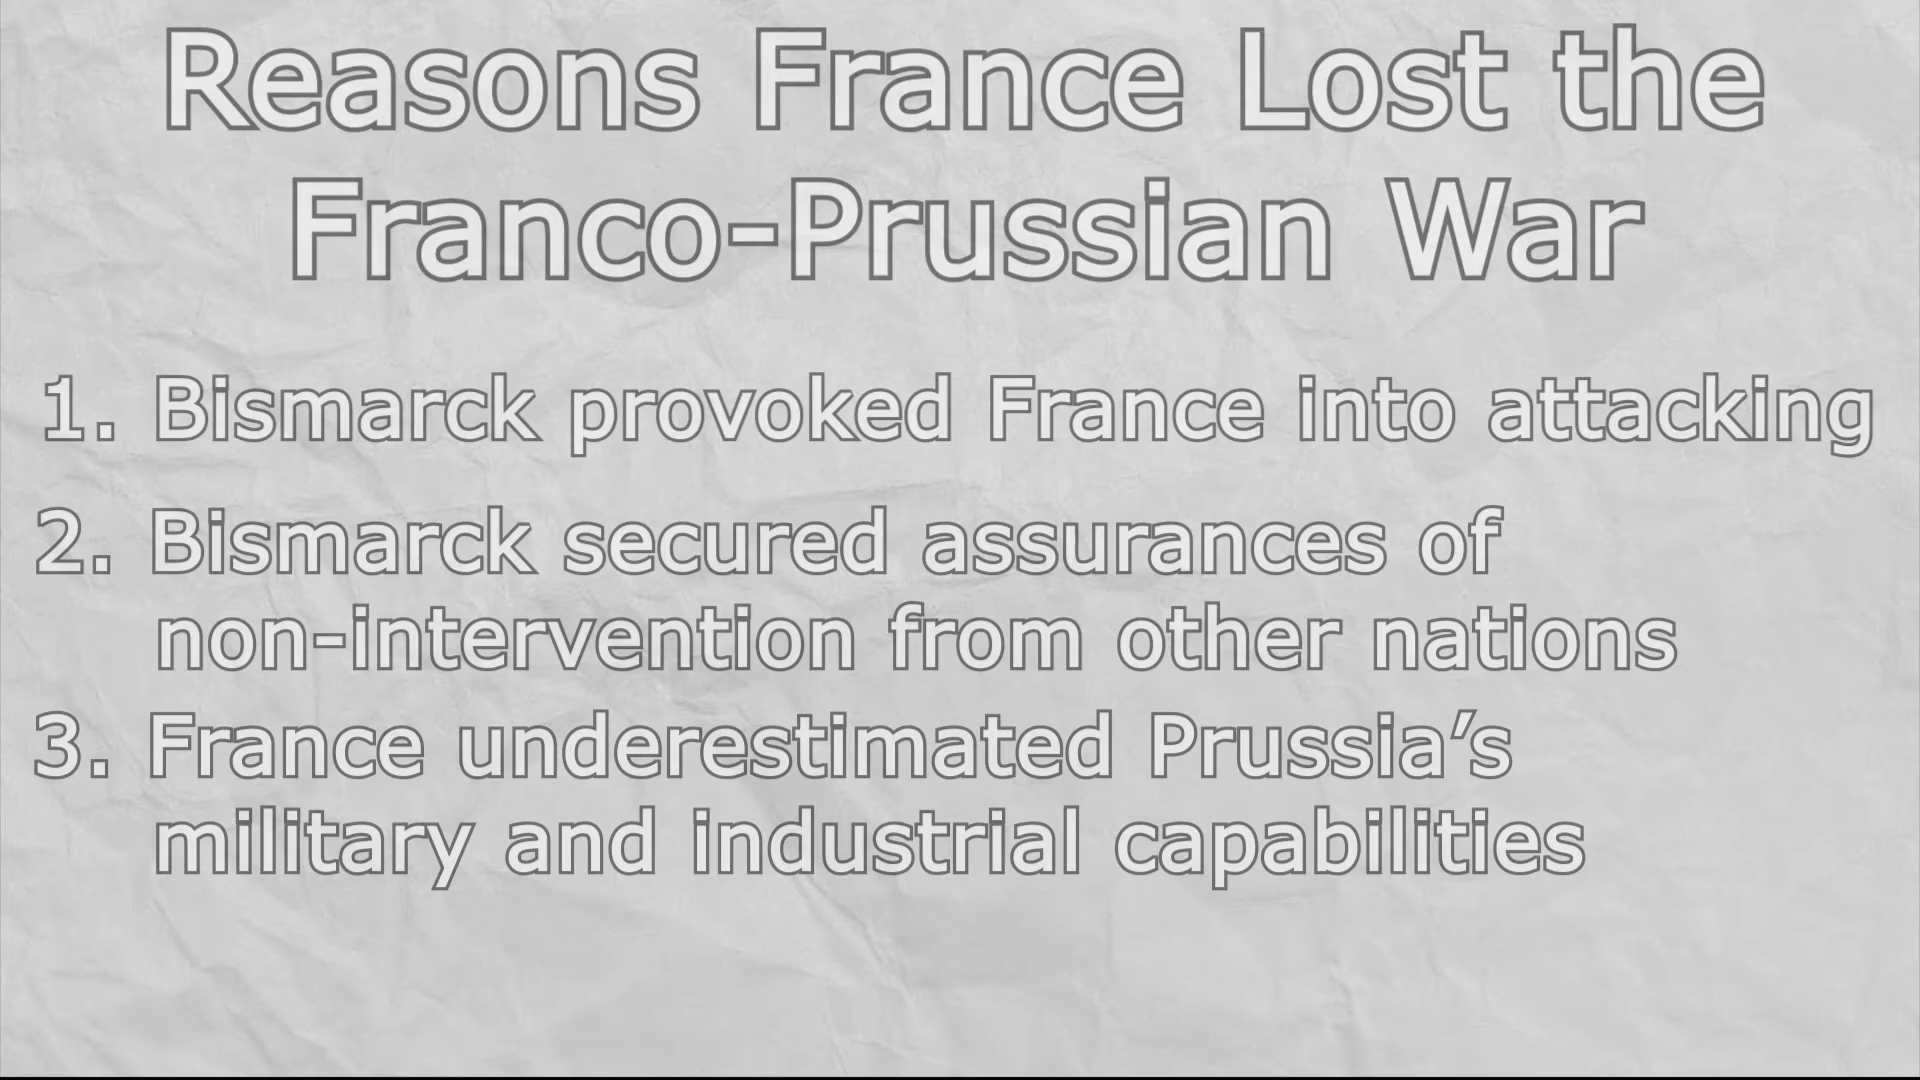 Reasons France Lost the
Franco-Prussian War
1. Bismarck provoked France into attacking
2. Bismarck secured assurances of
non-intervention from other nations
3. France underestimated Prussia’s
military and industrial capabilities